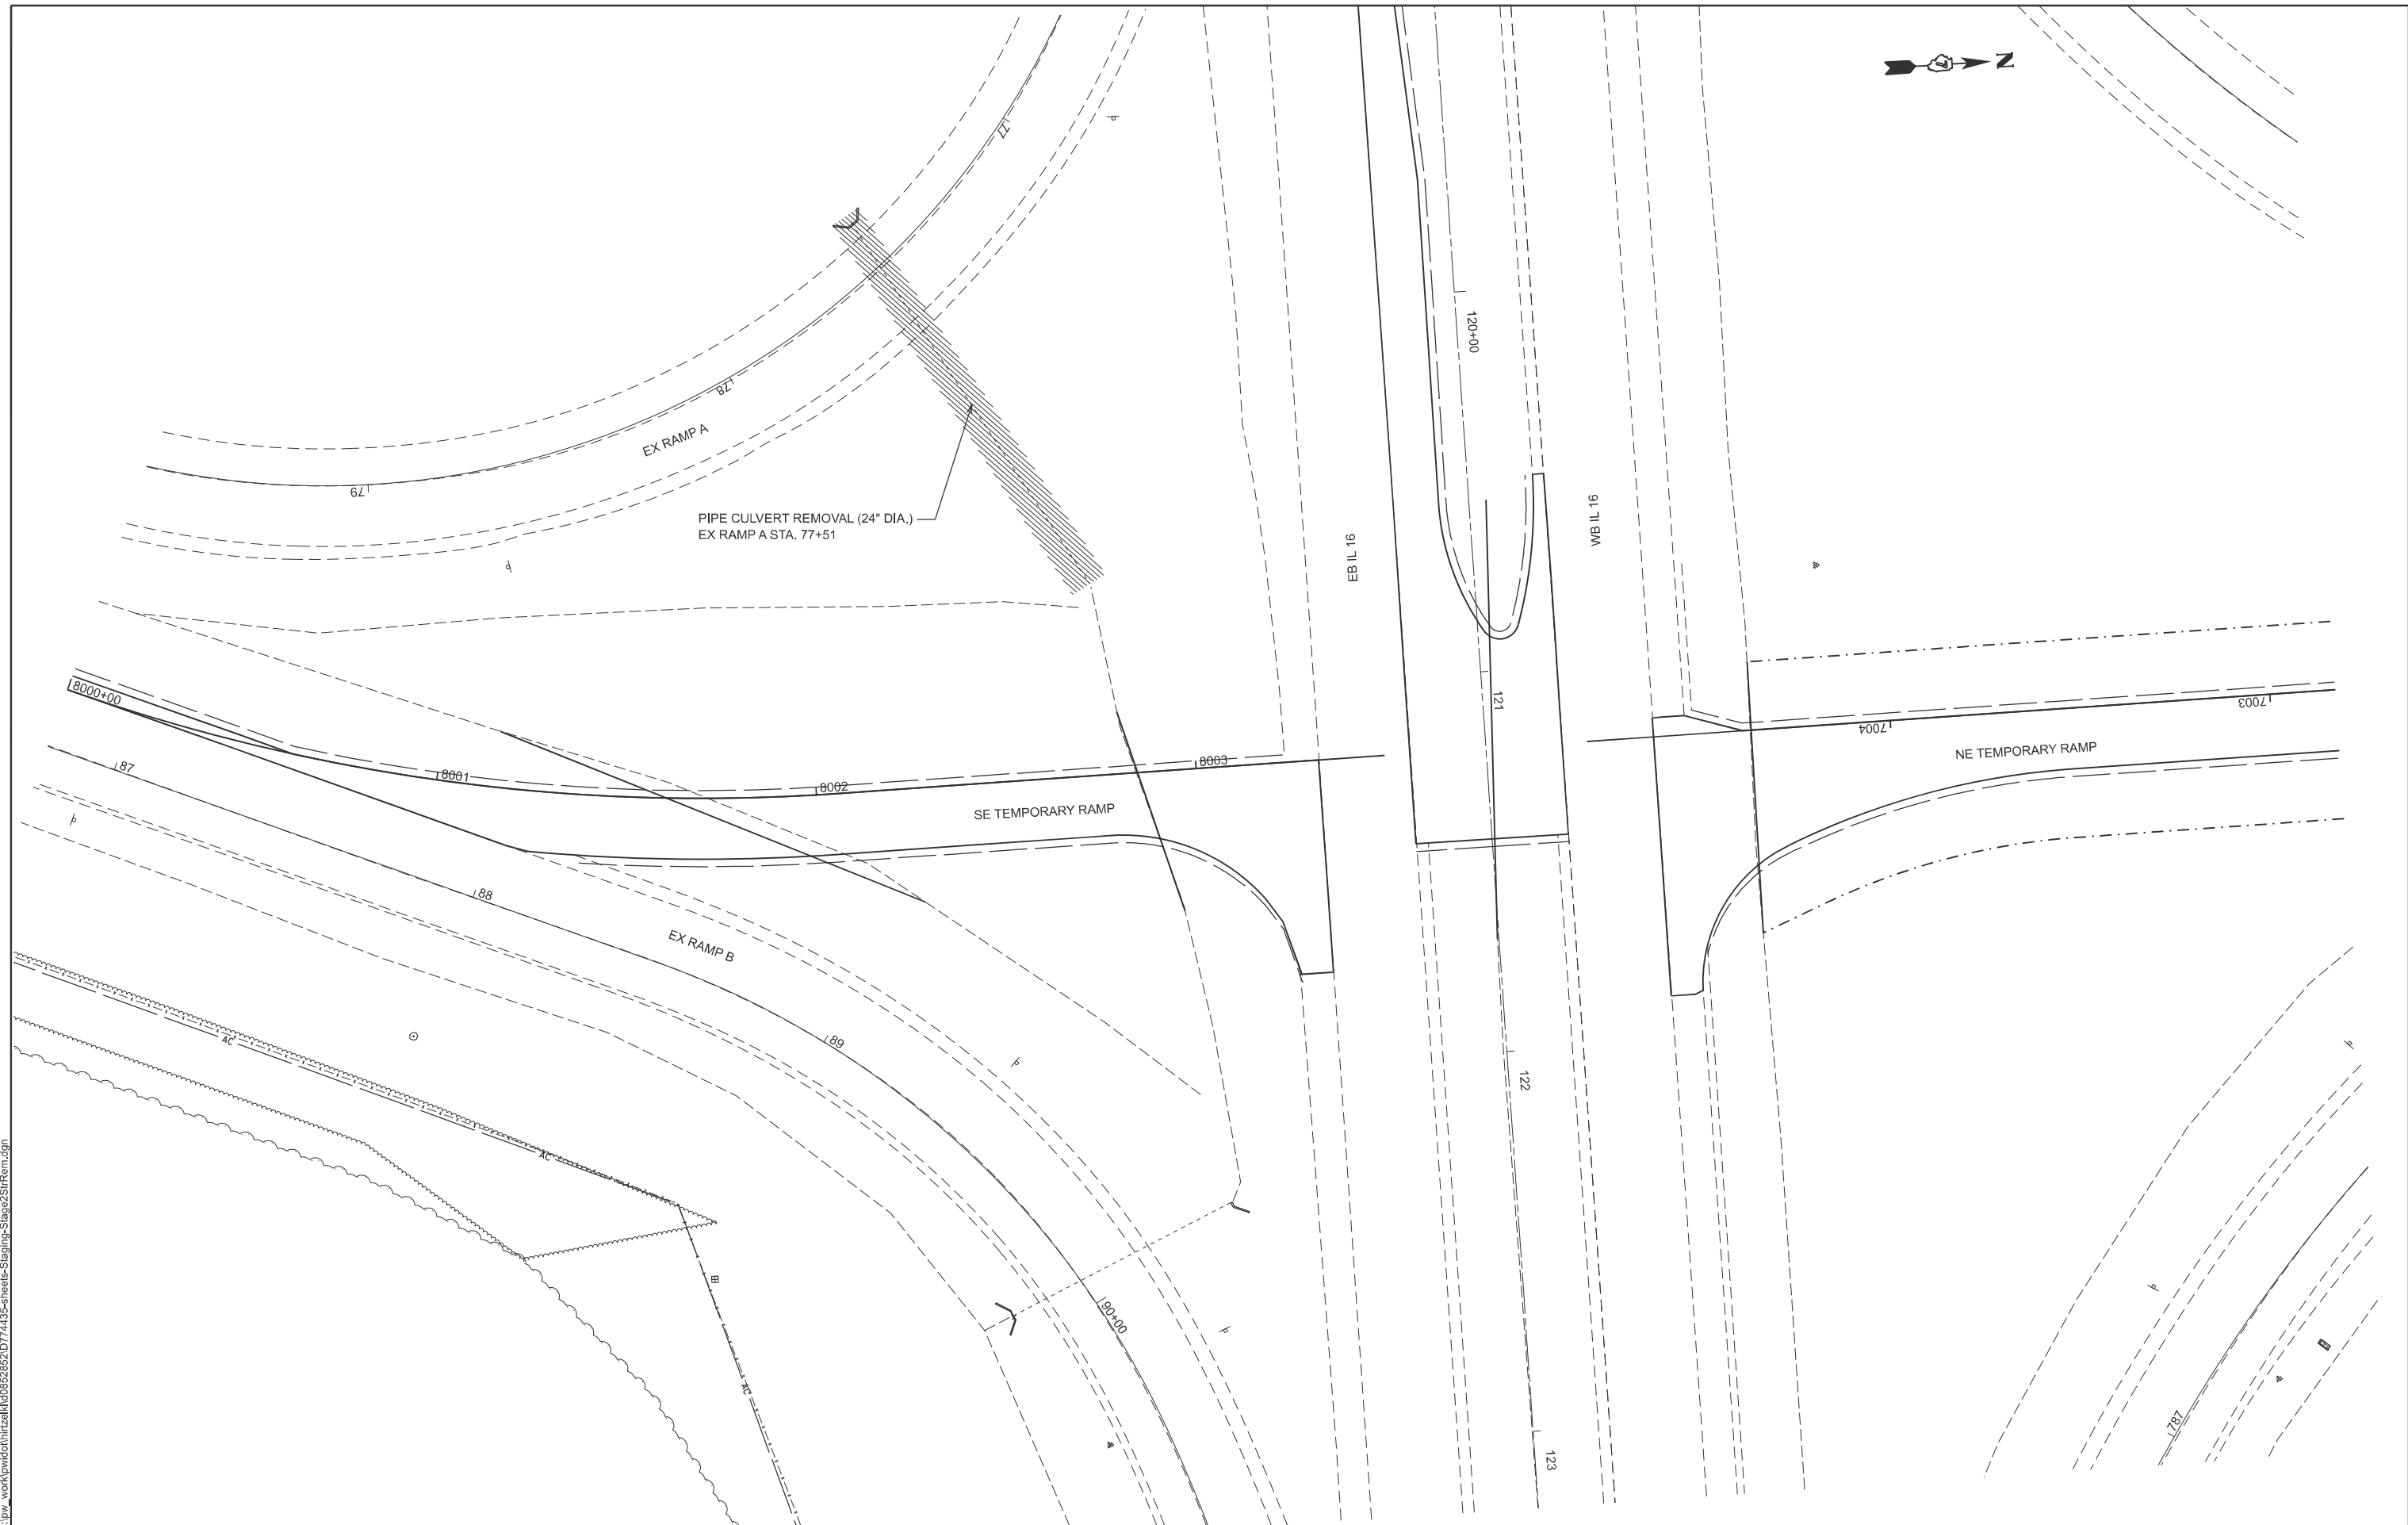 N
77
120+00
78
EX RAMP A
79
PIPE CULVERT REMOVAL (24" DIA.)
EX RAMP A STA. 77+51
EB IL 16
WB IL 16
8000+00
121
7003
7004
NE TEMPORARY RAMP
87
8001
8002
8003
SE TEMPORARY RAMP
88
EX RAMP B
89
AC
AC
122
90+00
AC
787
123